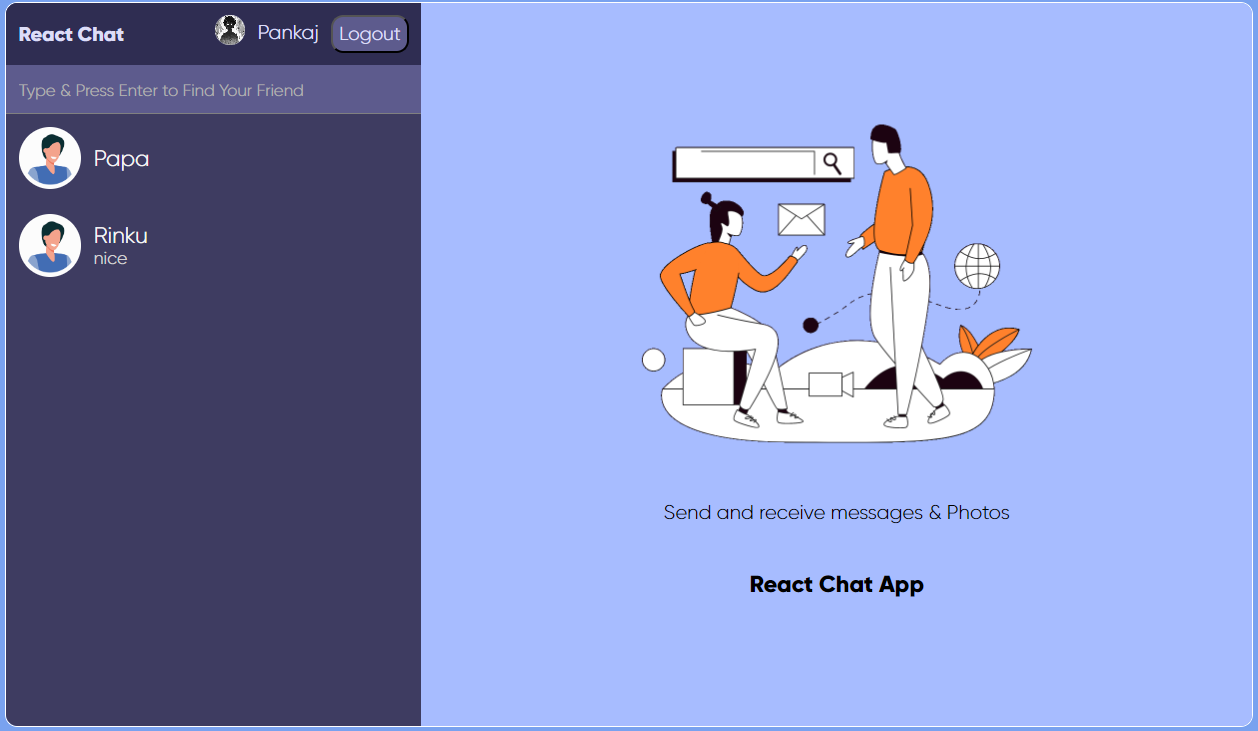 React Chat
Pankaj
Logout
Type & Press Enter to Find Your Friend
Papa
Rinku
nice
Send and receive messages & Photos
React Chat App